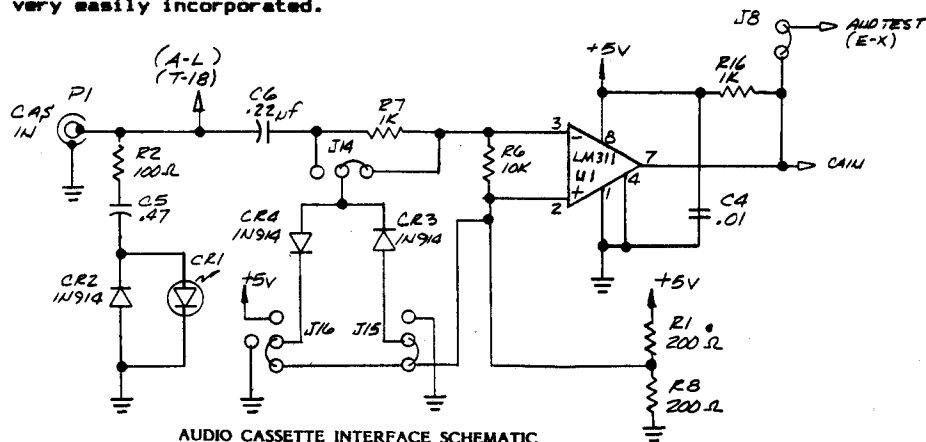 very easily incorporated.
J8
AUDTEST
(E-X)
+5V
(A-L)
(T-18)
R16
1K
P1
CAS
IN
C6
.22μf
R7
1K
3
8
R2
100Ω
J14
R6
10K
LM311
U1
7
CAIN
C5
.47
2
1
4
C4
.01
CR4
1N914
CR3
1N914
CR1
CR2
1N914
+5V
+5V
J16
J15
R1
200Ω
R8
200Ω
AUDIO CASSETTE INTERFACE SCHEMATIC